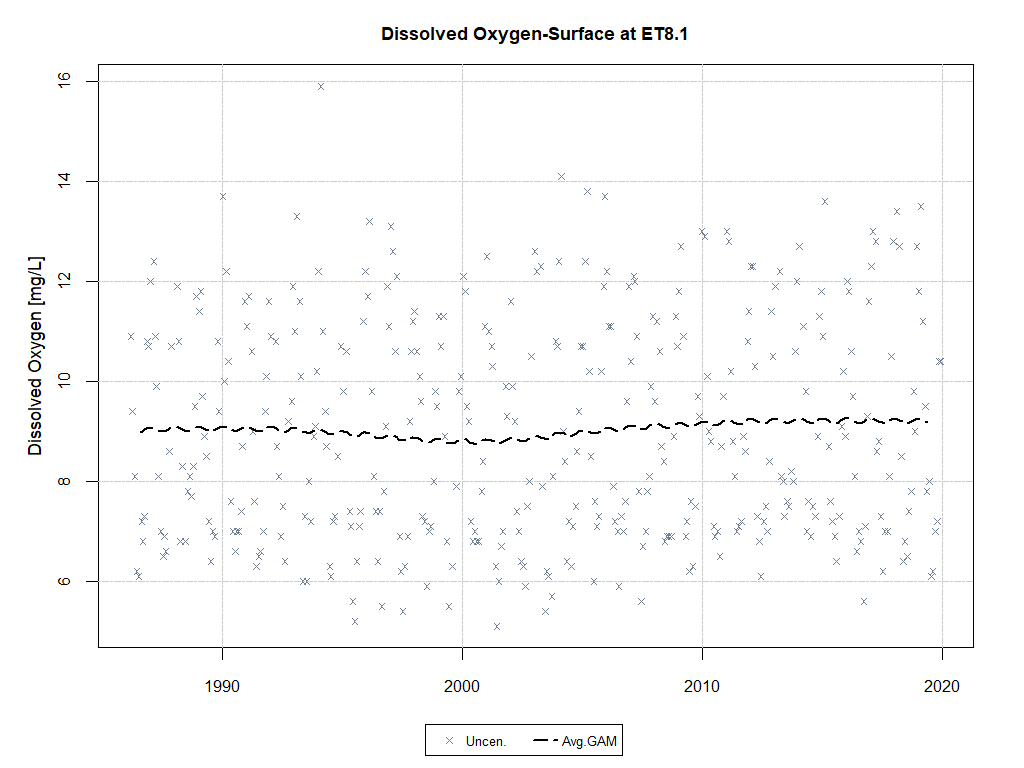 Dissolved Oxygen-Surface at ET8.1
Dissolved Oxygen [mg/L]
16
14
12
10
8
6
1990 2000 2010 2020
Uncen. Avg.GAM